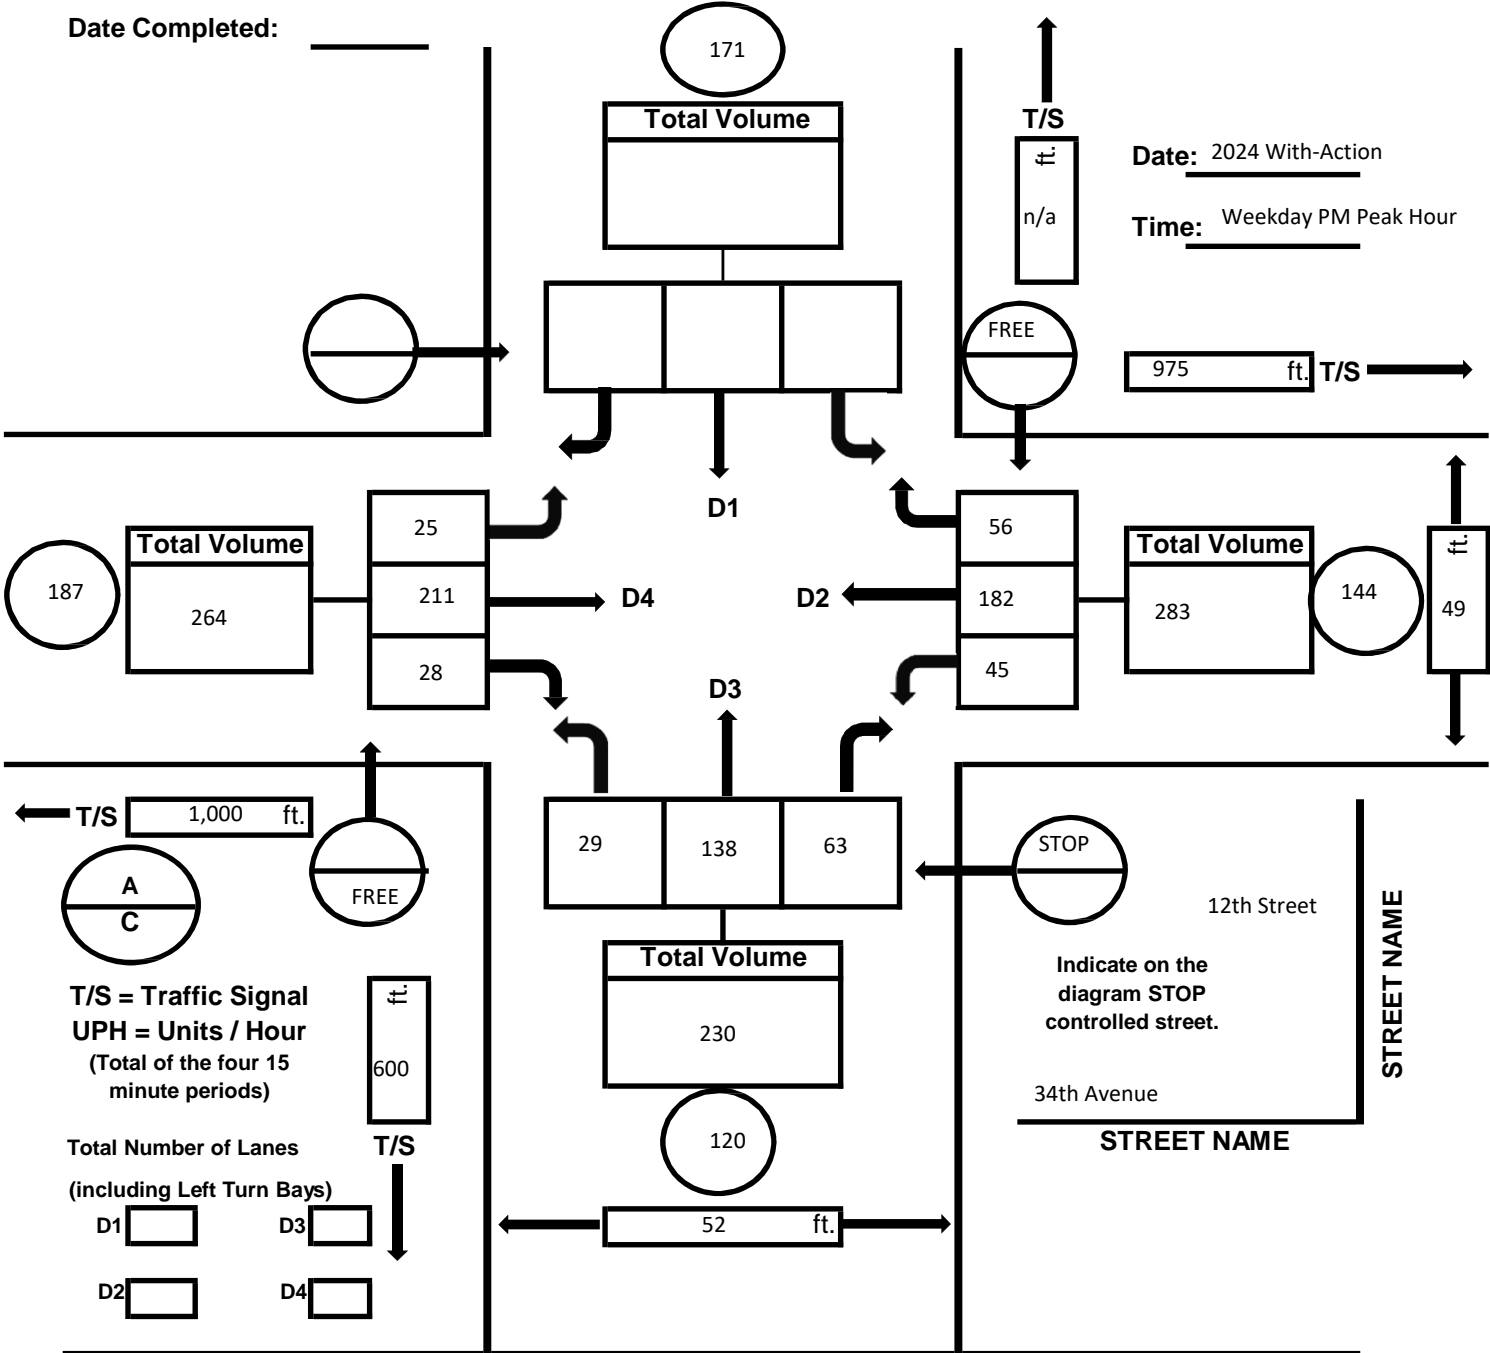 Date Completed:
171
Total Volume
T/S
ft.
n/a
Date: 2024 With-Action
Time: Weekday PM Peak Hour
FREE
975 ft. T/S
D1
25
211
28
Total Volume
264
187
D4
D2
56
182
45
Total Volume
283
144
ft.
49
D3
T/S 1,000 ft.
A
C
FREE
29
138
63
STOP
12th Street
STREET NAME
Total Volume
230
Indicate on the
diagram STOP
controlled street.
T/S = Traffic Signal
UPH = Units / Hour
(Total of the four 15
minute periods)
ft.
600
T/S
34th Avenue
STREET NAME
120
Total Number of Lanes
(including Left Turn Bays)
D1
D3
52 ft.
D2
D4